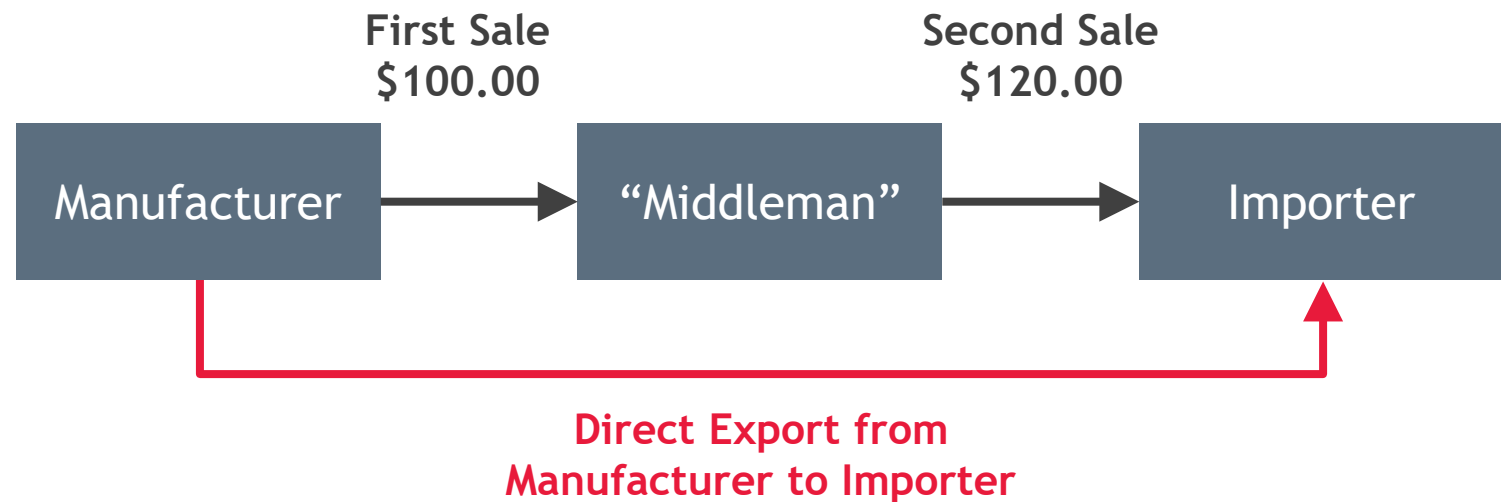 First Sale
$100.00
Second Sale
$120.00
Manufacturer
“Middleman”
Importer
Direct Export from
Manufacturer to Importer